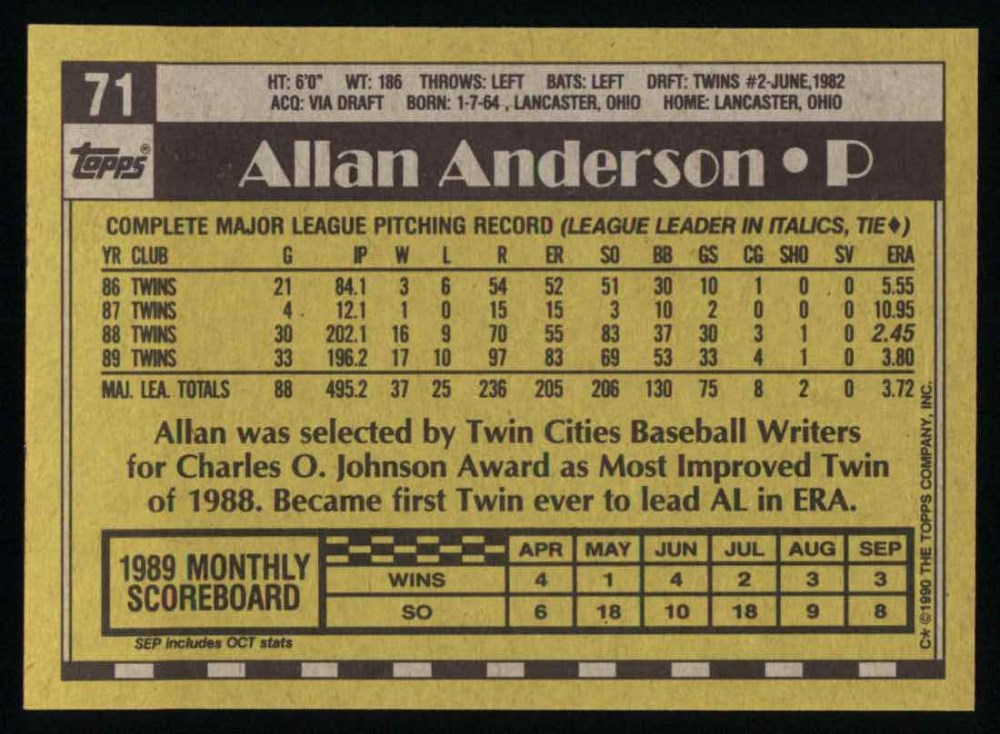 71
HT: 6'0" WT: 186 THROWS: LEFT BATS: LEFT DRFT: TWINS #2-JUNE,1982
ACQ: VIA DRAFT BORN: 1-7-64 , LANCASTER, OHIO HOME: LANCASTER, OHIO
topps®
Allan Anderson • P
COMPLETE MAJOR LEAGUE PITCHING RECORD (LEAGUE LEADER IN ITALICS, TIE♦)
YR CLUB G IP W L R ER SO BB GS CG SHO SV ERA
86 TWINS 21 84.1 3 6 54 52 51 30 10 1 0 0 5.55
87 TWINS 4 12.1 1 0 15 15 3 10 2 0 0 0 10.95
88 TWINS 30 202.1 16 9 70 55 83 37 30 3 1 0 2.45
89 TWINS 33 196.2 17 10 97 83 69 53 33 4 1 0 3.80
MAJ. LEA. TOTALS 88 495.2 37 25 236 205 206 130 75 8 2 0 3.72
Allan was selected by Twin Cities Baseball Writers
for Charles O. Johnson Award as Most Improved Twin
of 1988. Became first Twin ever to lead AL in ERA.
1989 MONTHLY
SCOREBOARD
APR MAY JUN JUL AUG SEP
WINS 4 1 4 2 3 3
SO 6 18 10 18 9 8
SEP includes OCT stats
C* ©1990 THE TOPPS COMPANY, INC.